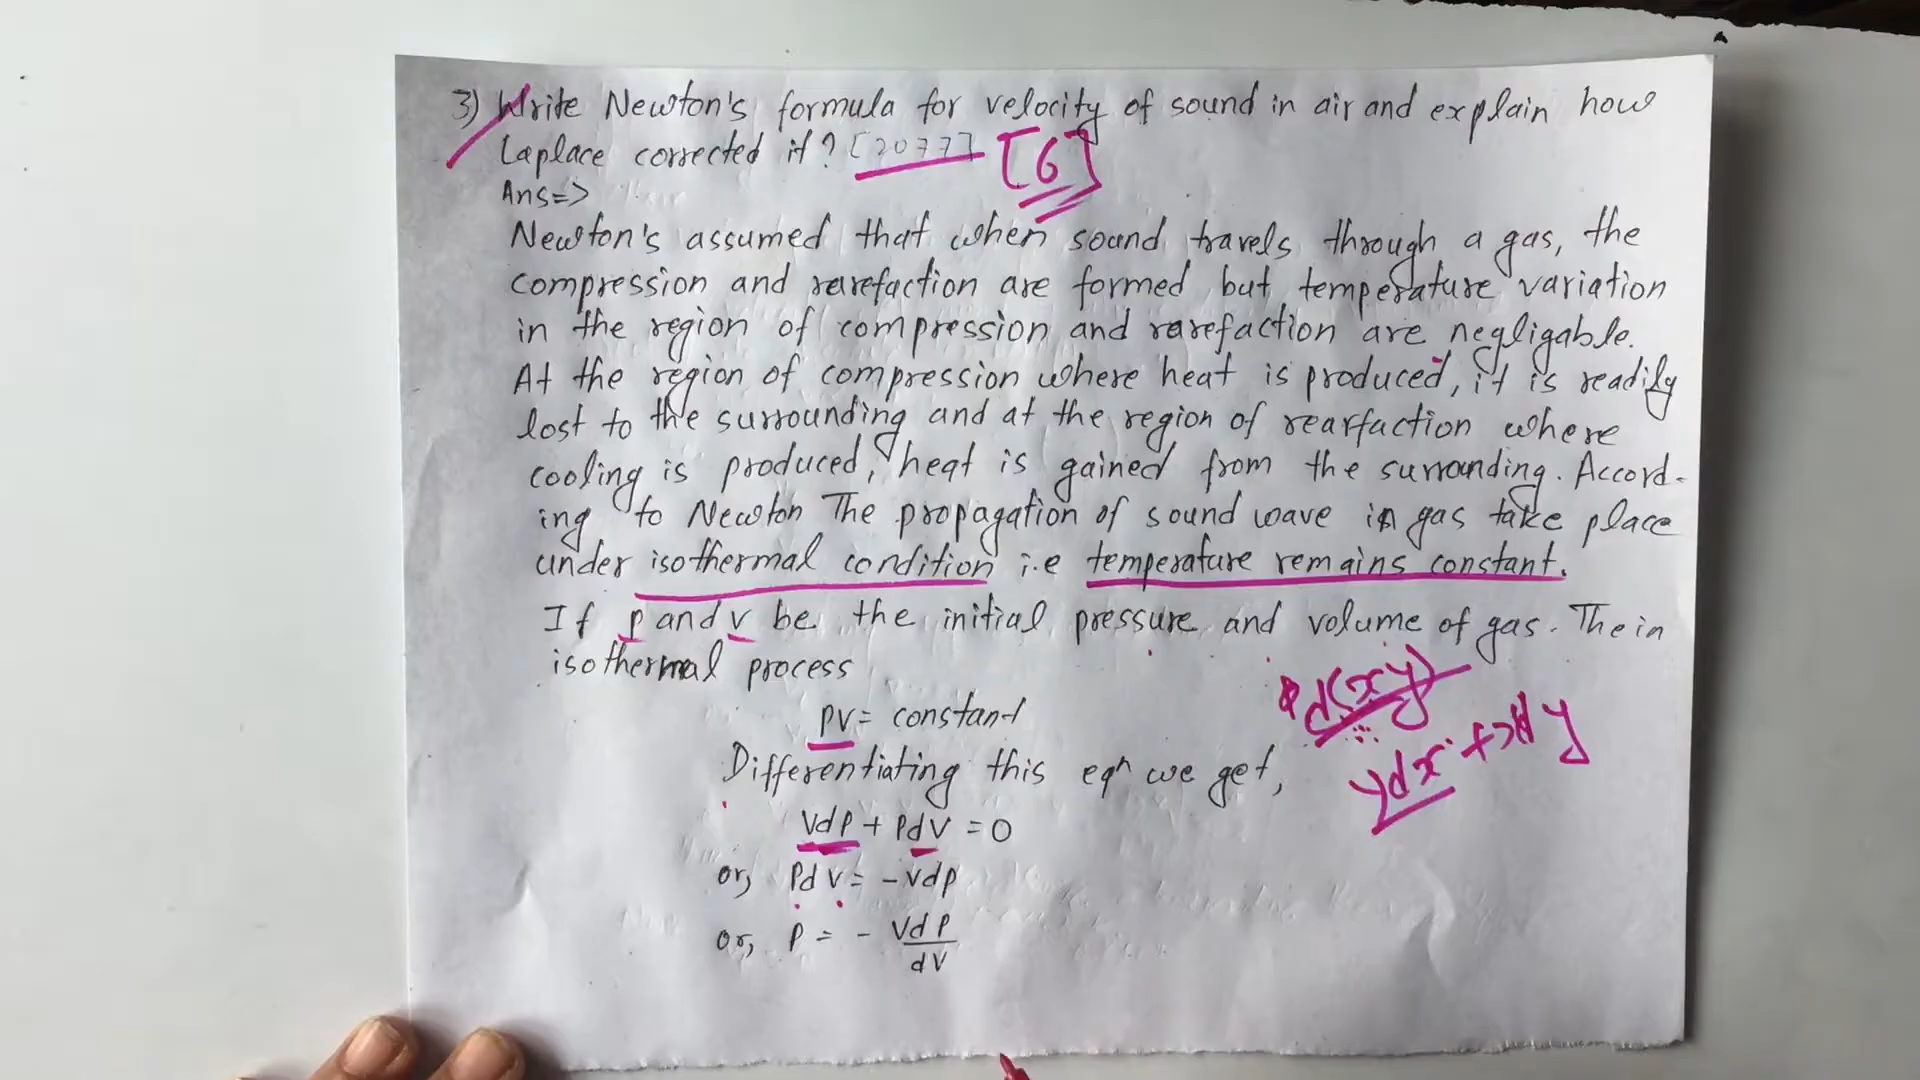 3) Write Newton's formula for velocity of sound in air and explain how
Laplace corrected it? [2077] [6]
Ans=>
Newton's assumed that when sound travels through a gas, the
compression and rarefaction are formed but temperature variation
in the region of compression and rarefaction are negligable.
At the region of compression where heat is produced, it is readily
lost to the surrounding and at the region of rearfaction where
cooling is produced, heat is gained from the surrounding. Accord-
ing to Newton The propagation of sound wave in gas take place
under isothermal condition i.e temperature remains constant.
If p and v be the initial pressure and volume of gas. The in
isothermal process
d(xy)
ydx + xdy
PV = constant
Differentiating this eqⁿ we get,
VdP + PdV = 0
or, PdV = -Vdp
or, P = - VdP/dV